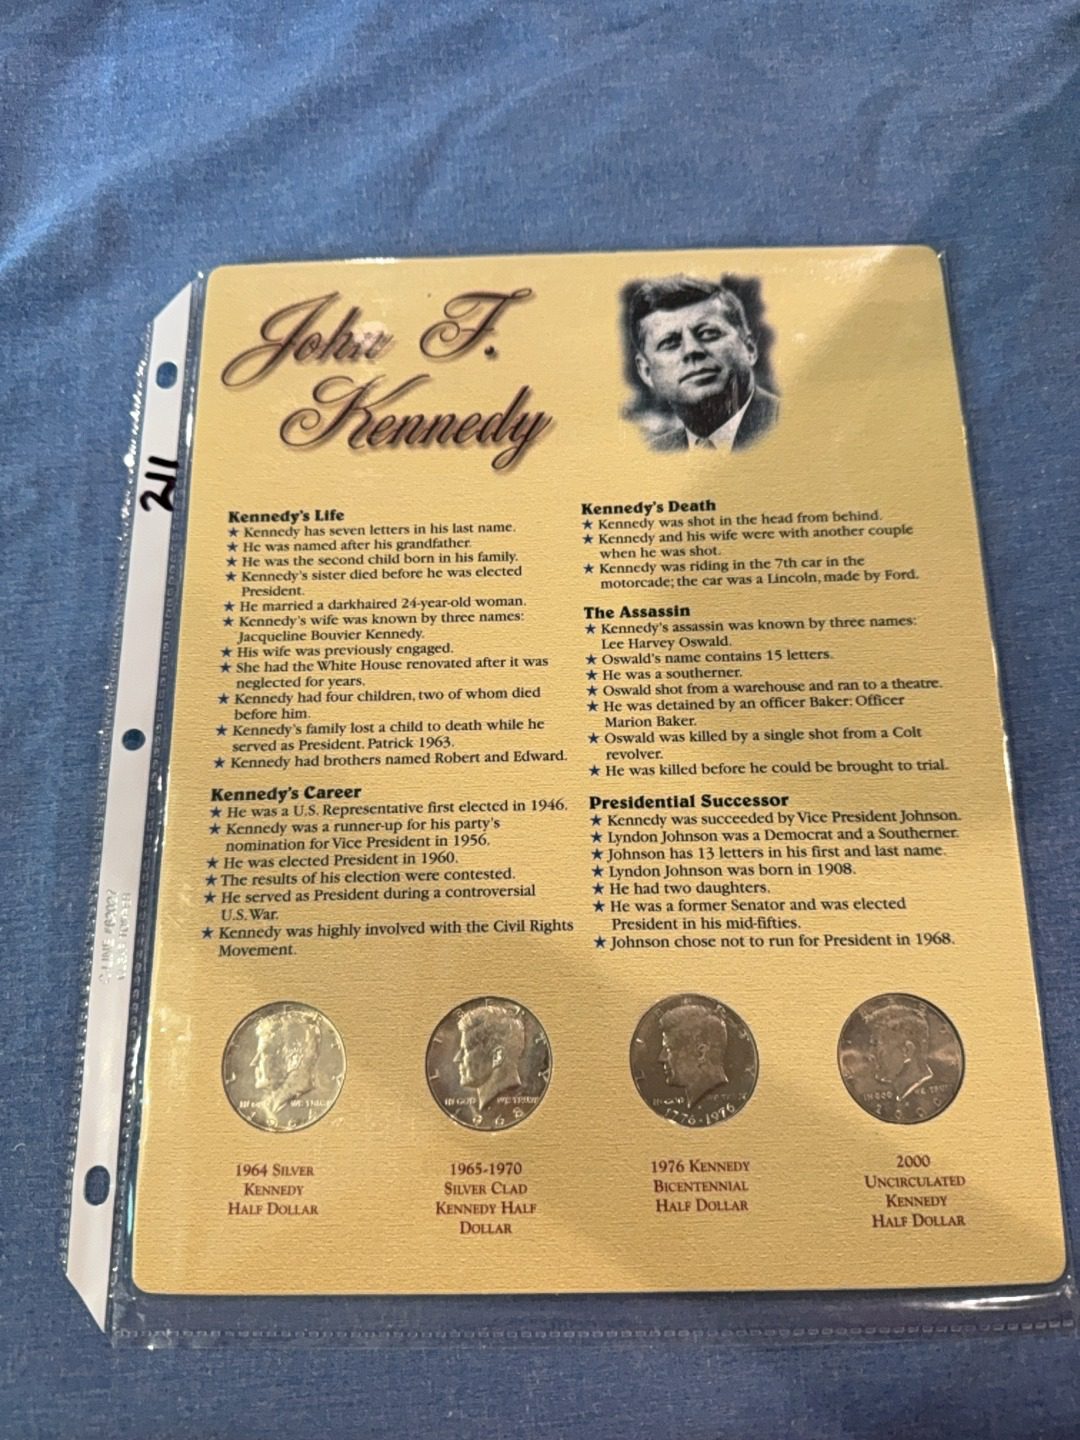 John F.
Kennedy
211
Kennedy's Life
★ Kennedy has seven letters in his last name.
★ He was named after his grandfather.
★ He was the second child born in his family.
★ Kennedy's sister died before he was elected
President.
★ He married a darkhaired 24-year-old woman.
★ Kennedy's wife was known by three names:
Jacqueline Bouvier Kennedy.
★ His wife was previously engaged.
★ She had the White House renovated after it was
neglected for years.
★ Kennedy had four children, two of whom died
before him.
★ Kennedy's family lost a child to death while he
served as President. Patrick 1963.
★ Kennedy had brothers named Robert and Edward.
Kennedy's Career
★ He was a U.S. Representative first elected in 1946.
★ Kennedy was a runner-up for his party's
nomination for Vice President in 1956.
★ He was elected President in 1960.
★ The results of his election were contested.
★ He served as President during a controversial
U.S. War.
★ Kennedy was highly involved with the Civil Rights
Movement.
Kennedy's Death
★ Kennedy was shot in the head from behind.
★ Kennedy and his wife were with another couple
when he was shot.
★ Kennedy was riding in the 7th car in the
motorcade; the car was a Lincoln, made by Ford.
The Assassin
★ Kennedy's assassin was known by three names:
Lee Harvey Oswald.
★ Oswald's name contains 15 letters.
★ He was a southerner.
★ Oswald shot from a warehouse and ran to a theatre.
★ He was detained by an officer Baker: Officer
Marion Baker.
★ Oswald was killed by a single shot from a Colt
revolver.
★ He was killed before he could be brought to trial.
Presidential Successor
★ Kennedy was succeeded by Vice President Johnson.
★ Lyndon Johnson was a Democrat and a Southerner.
★ Johnson has 13 letters in his first and last name.
★ Lyndon Johnson was born in 1908.
★ He had two daughters.
★ He was a former Senator and was elected
President in his mid-fifties.
★ Johnson chose not to run for President in 1968.
IN GOD WE TRUST
1964
IN GOD WE TRUST
1968
1776-1976
IN GOD WE TRUST
2000
1964 SILVER
KENNEDY
HALF DOLLAR
1965-1970
SILVER CLAD
KENNEDY HALF
DOLLAR
1976 KENNEDY
BICENTENNIAL
HALF DOLLAR
2000
UNCIRCULATED
KENNEDY
HALF DOLLAR